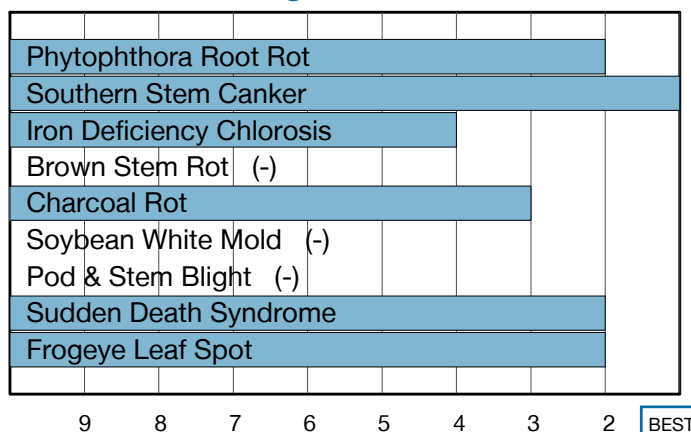 Phytophthora Root Rot
Southern Stem Canker
Iron Deficiency Chlorosis
Brown Stem Rot (-)
Charcoal Rot
Soybean White Mold (-)
Pod & Stem Blight (-)
Sudden Death Syndrome
Frogeye Leaf Spot
9 8 7 6 5 4 3 2 BEST